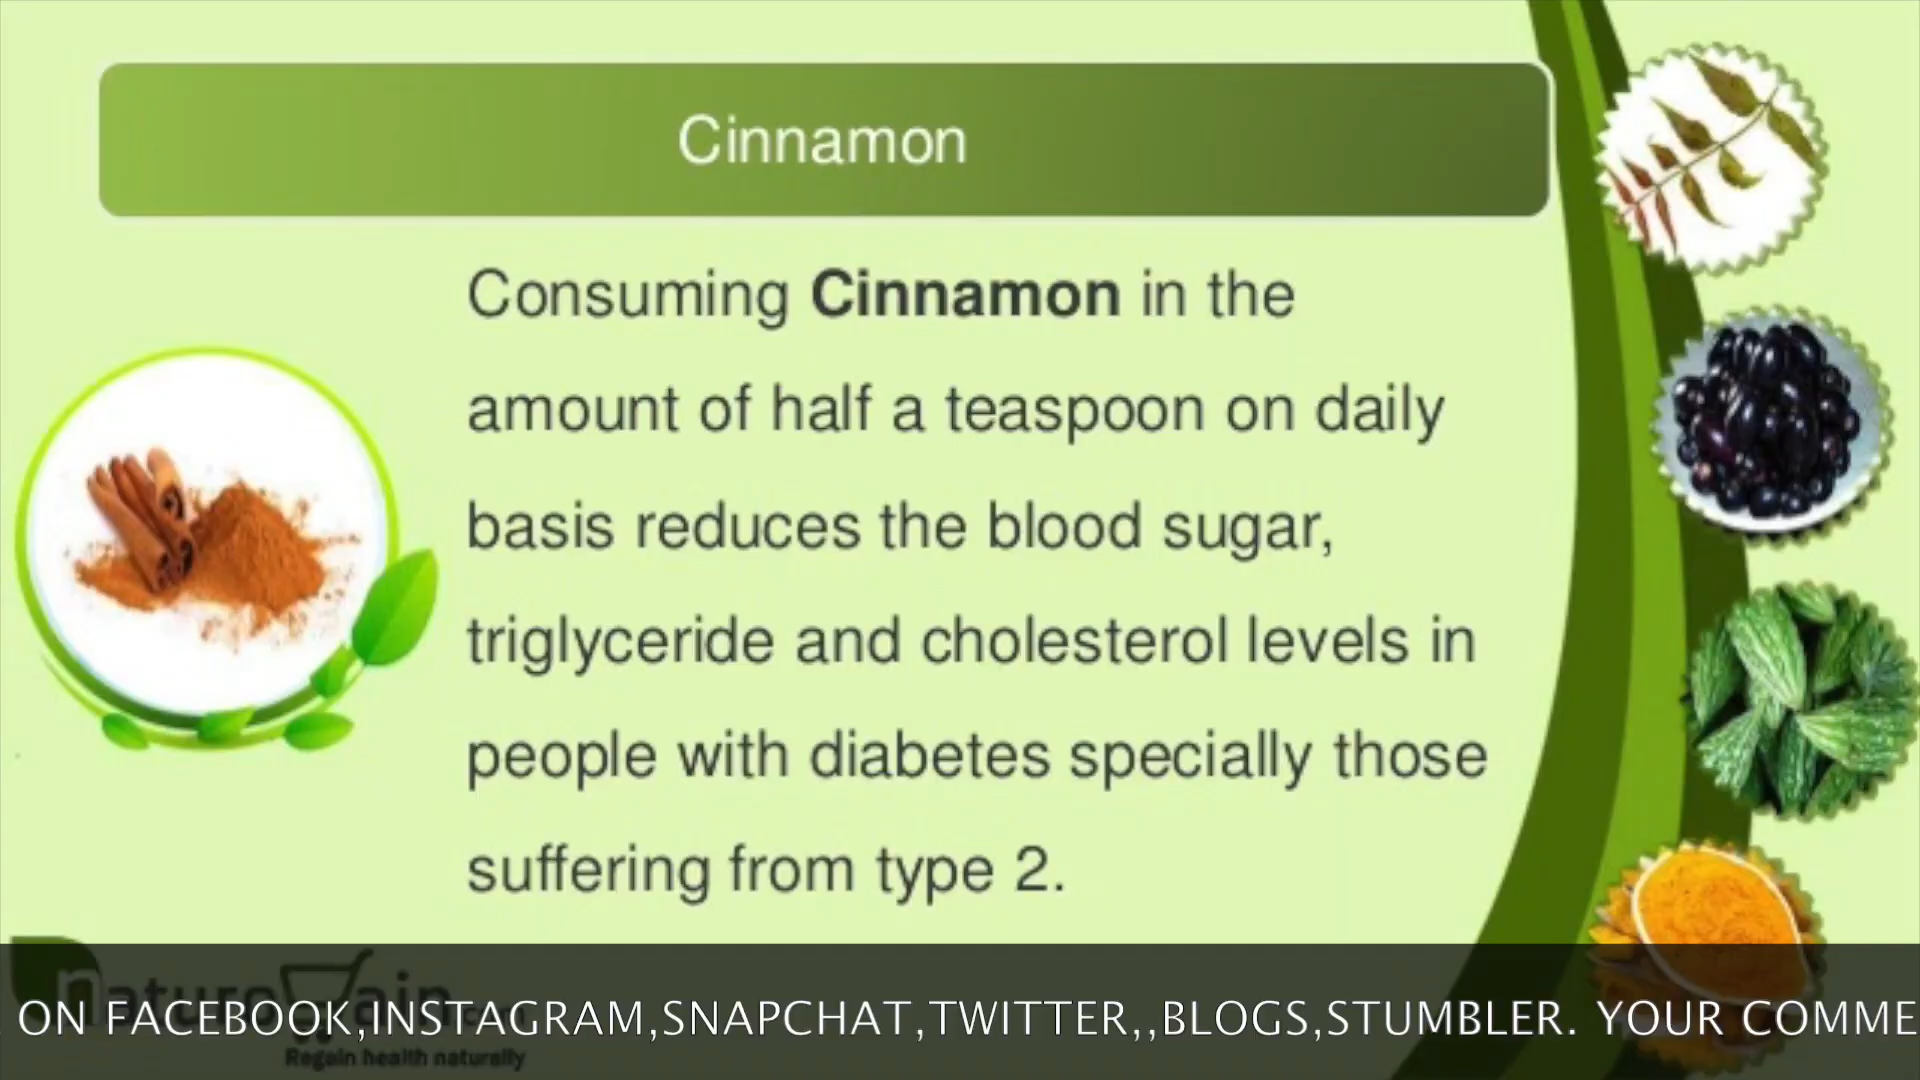 Cinnamon
Consuming Cinnamon in the
amount of half a teaspoon on daily
basis reduces the blood sugar,
triglyceride and cholesterol levels in
people with diabetes specially those
suffering from type 2.
ON FACEBOOK,INSTAGRAM,SNAPCHAT,TWITTER,,BLOGS,STUMBLER. YOUR COMME
Regain health naturally